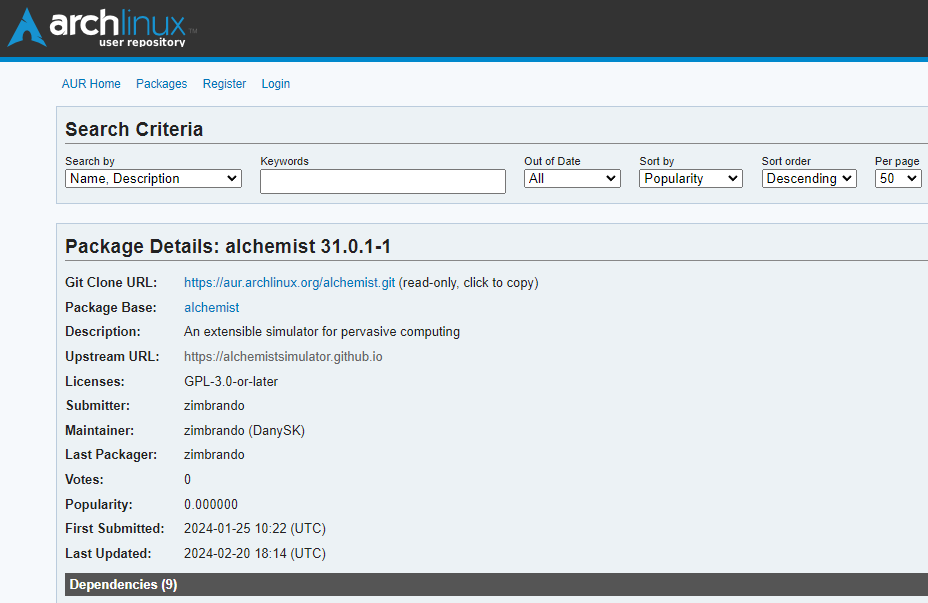 archlinux™
user repository
AUR Home Packages Register Login
Search Criteria
Search by Keywords Out of Date Sort by Sort order Per page
Name, Description All Popularity Descending 50
Package Details: alchemist 31.0.1-1
Git Clone URL: https://aur.archlinux.org/alchemist.git (read-only, click to copy)
Package Base: alchemist
Description: An extensible simulator for pervasive computing
Upstream URL: https://alchemistsimulator.github.io
Licenses: GPL-3.0-or-later
Submitter: zimbrando
Maintainer: zimbrando (DanySK)
Last Packager: zimbrando
Votes: 0
Popularity: 0.000000
First Submitted: 2024-01-25 10:22 (UTC)
Last Updated: 2024-02-20 18:14 (UTC)
Dependencies (9)